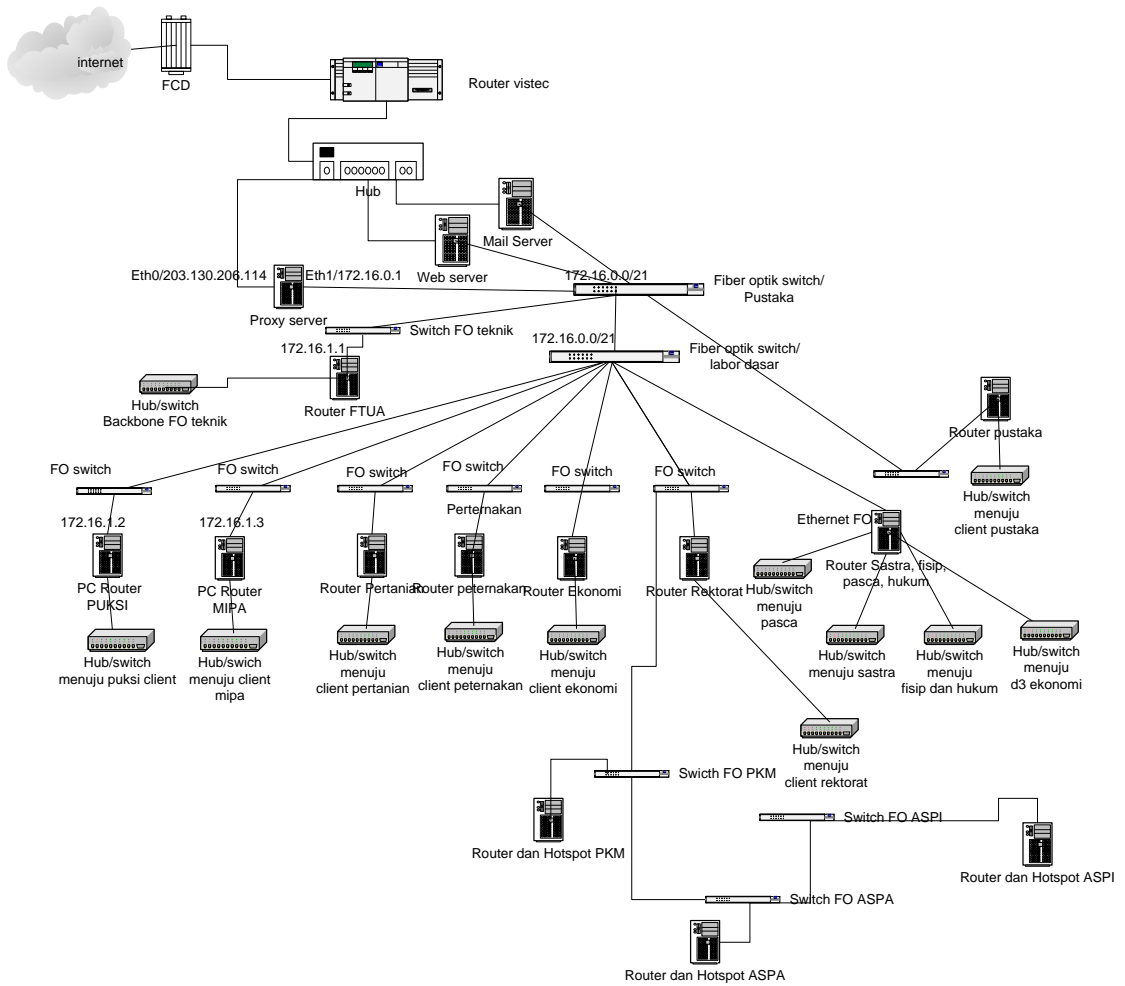 internet
FCD
Router vistec
Hub
Mail Server
Web server
Eth0/203.130.206.114
Eth1/172.16.0.1
172.16.0.0/21
Fiber optik switch/
Pustaka
Proxy server
Switch FO teknik
172.16.1.1
172.16.0.0/21
Fiber optik switch/
labor dasar
Hub/switch
Backbone FO teknik
Router FTUA
Router pustaka
Hub/switch
menuju
client pustaka
FO switch
FO switch
FO switch
FO switch
Perternakan
FO switch
FO switch
172.16.1.2
172.16.1.3
Ethernet FO
PC Router
PUKSI
PC Router
MIPA
Router Pertanian
Router peternakan
Router Ekonomi
Router Rektorat
Router Sastra, fisip,
pasca, hukum
Hub/switch
menuju
pasca
Hub/switch
menuju puksi client
Hub/swich
menuju client
mipa
Hub/switch
menuju
client pertanian
Hub/switch
menuju
client peternakan
Hub/switch
menuju
client ekonomi
Hub/switch
menuju sastra
Hub/switch
menuju
fisip dan hukum
Hub/switch
menuju
d3 ekonomi
Hub/switch
menuju
client rektorat
Swicth FO PKM
Router dan Hotspot PKM
Switch FO ASPI
Router dan Hotspot ASPI
Switch FO ASPA
Router dan Hotspot ASPA